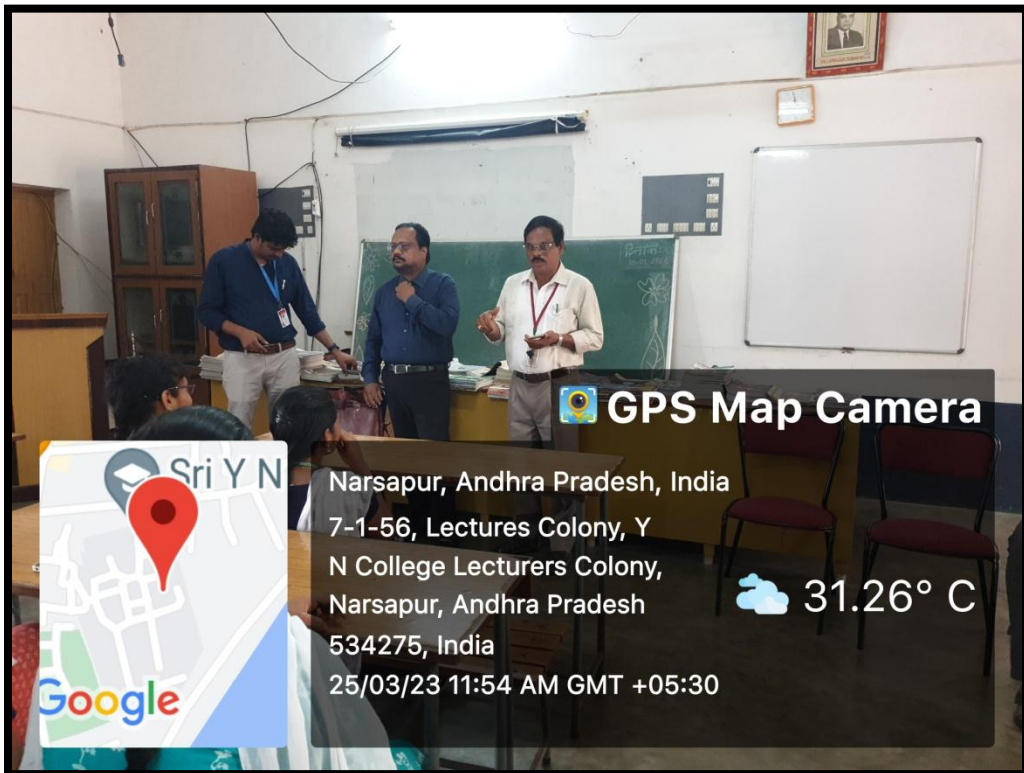 दिनांक
GPS Map Camera
Sri Y N
Narsapur, Andhra Pradesh, India
7-1-56, Lectures Colony, Y
N College Lecturers Colony,
Narsapur, Andhra Pradesh
534275, India
25/03/23 11:54 AM GMT +05:30
31.26° C
Google